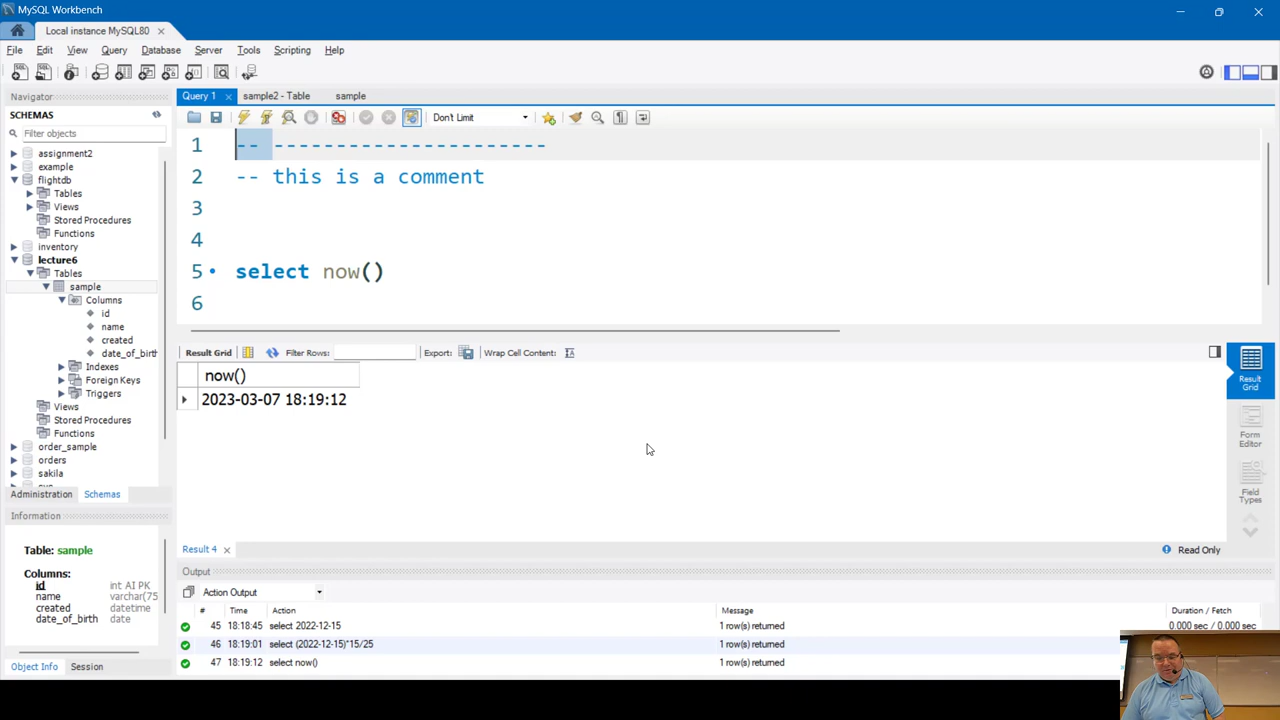 MySQL Workbench
Local instance MySQL80
File Edit View Query Database Server Tools Scripting Help
Navigator
SCHEMAS
Filter objects
assignment2
example
flightdb
Tables
Views
Stored Procedures
Functions
inventory
lecture6
Tables
sample
Columns
id
name
created
date_of_birth
Indexes
Foreign Keys
Triggers
Views
Stored Procedures
Functions
order_sample
orders
sakila
Administration Schemas
Information
Table: sample
Columns:
id int AI PK
name varchar(75
created datetime
date_of_birth date
Object Info Session
Query 1 sample2 - Table sample
Don't Limit
1 -- ----------------------
2 -- this is a comment
3
4
5 select now()
6
Result Grid Filter Rows: Export: Wrap Cell Content:
now()
2023-03-07 18:19:12
Result Grid
Form Editor
Field Types
Result 4 Read Only
Output
Action Output
# Time Action Message Duration / Fetch
45 18:18:45 select 2022-12-15 1 row(s) returned 0.000 sec / 0.000 sec
46 18:19:01 select (2022-12-15)*15/25 1 row(s) returned
47 18:19:12 select now() 1 row(s) returned